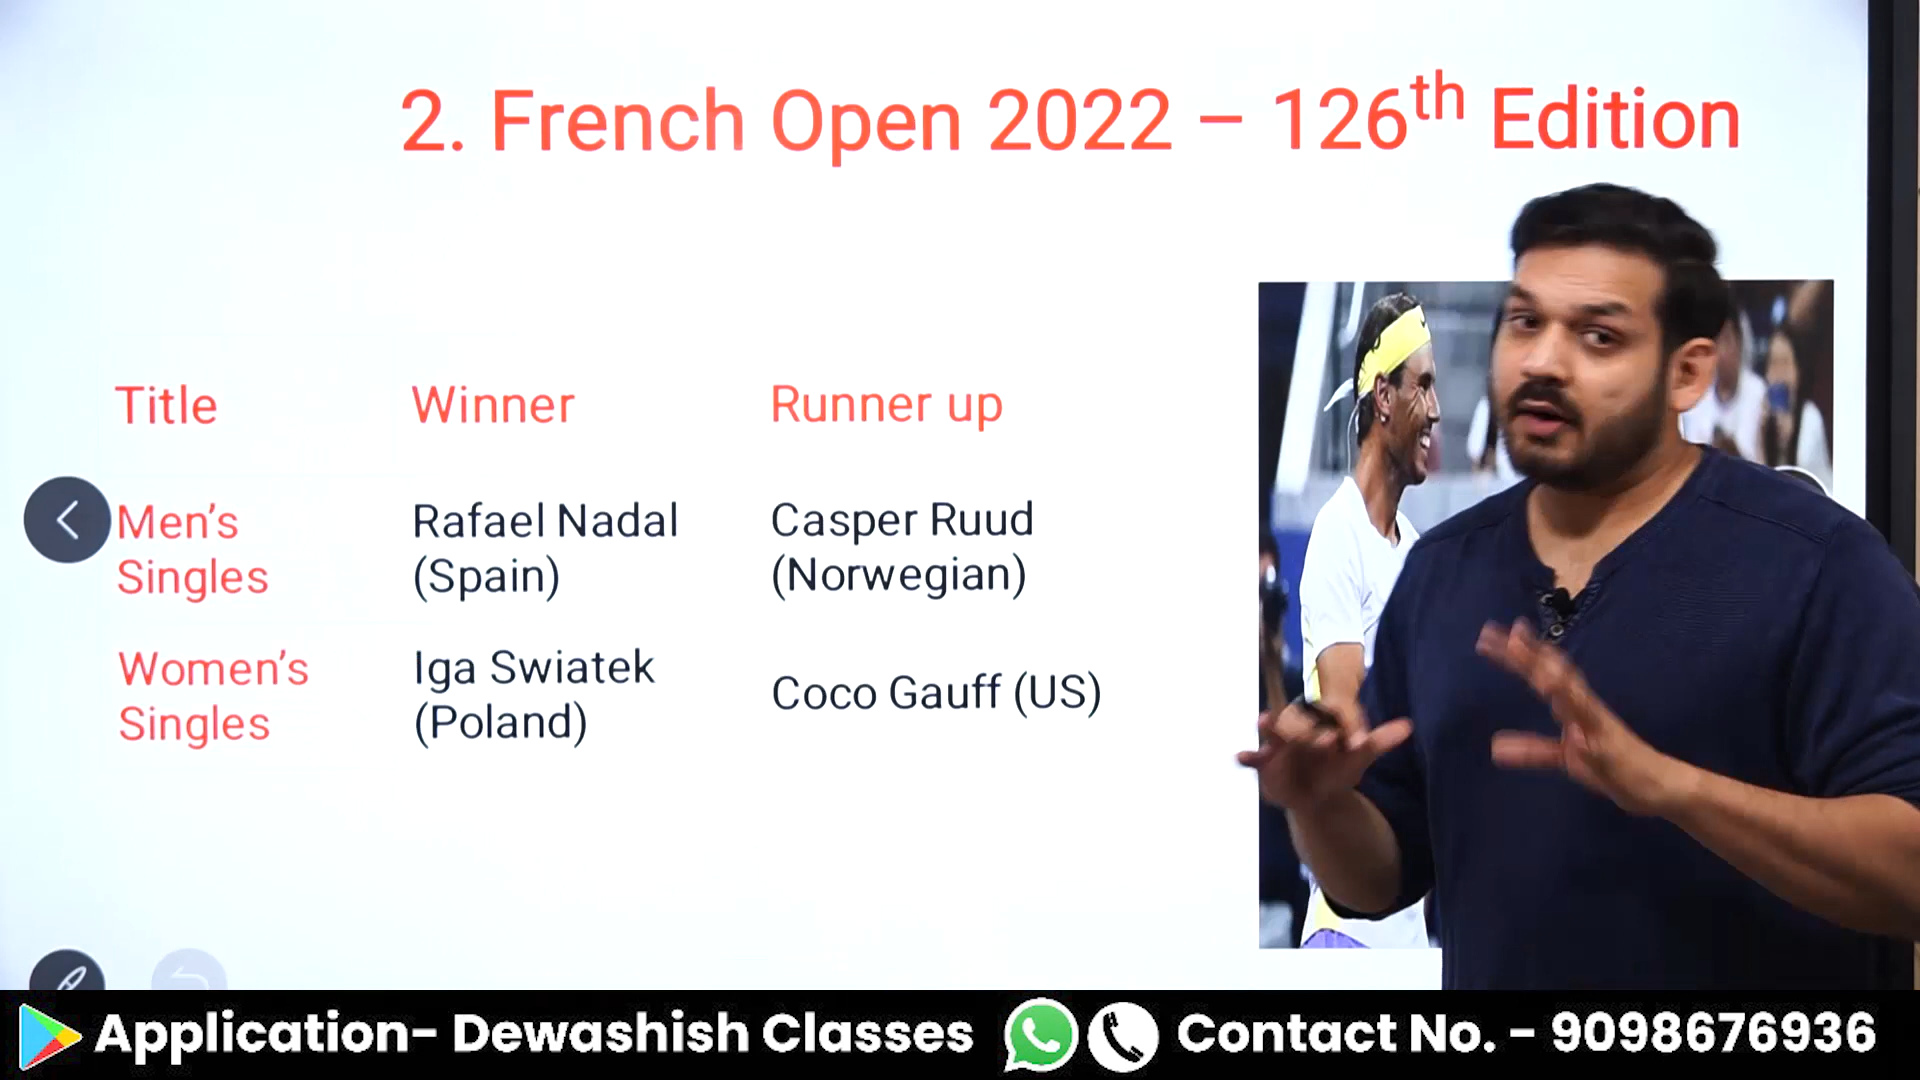 2. French Open 2022 – 126th Edition
Title Winner Runner up
Men's Singles
Rafael Nadal (Spain)
Casper Ruud (Norwegian)
Women's Singles
Iga Swiatek (Poland)
Coco Gauff (US)
Application- Dewashish Classes Contact No. - 9098676936